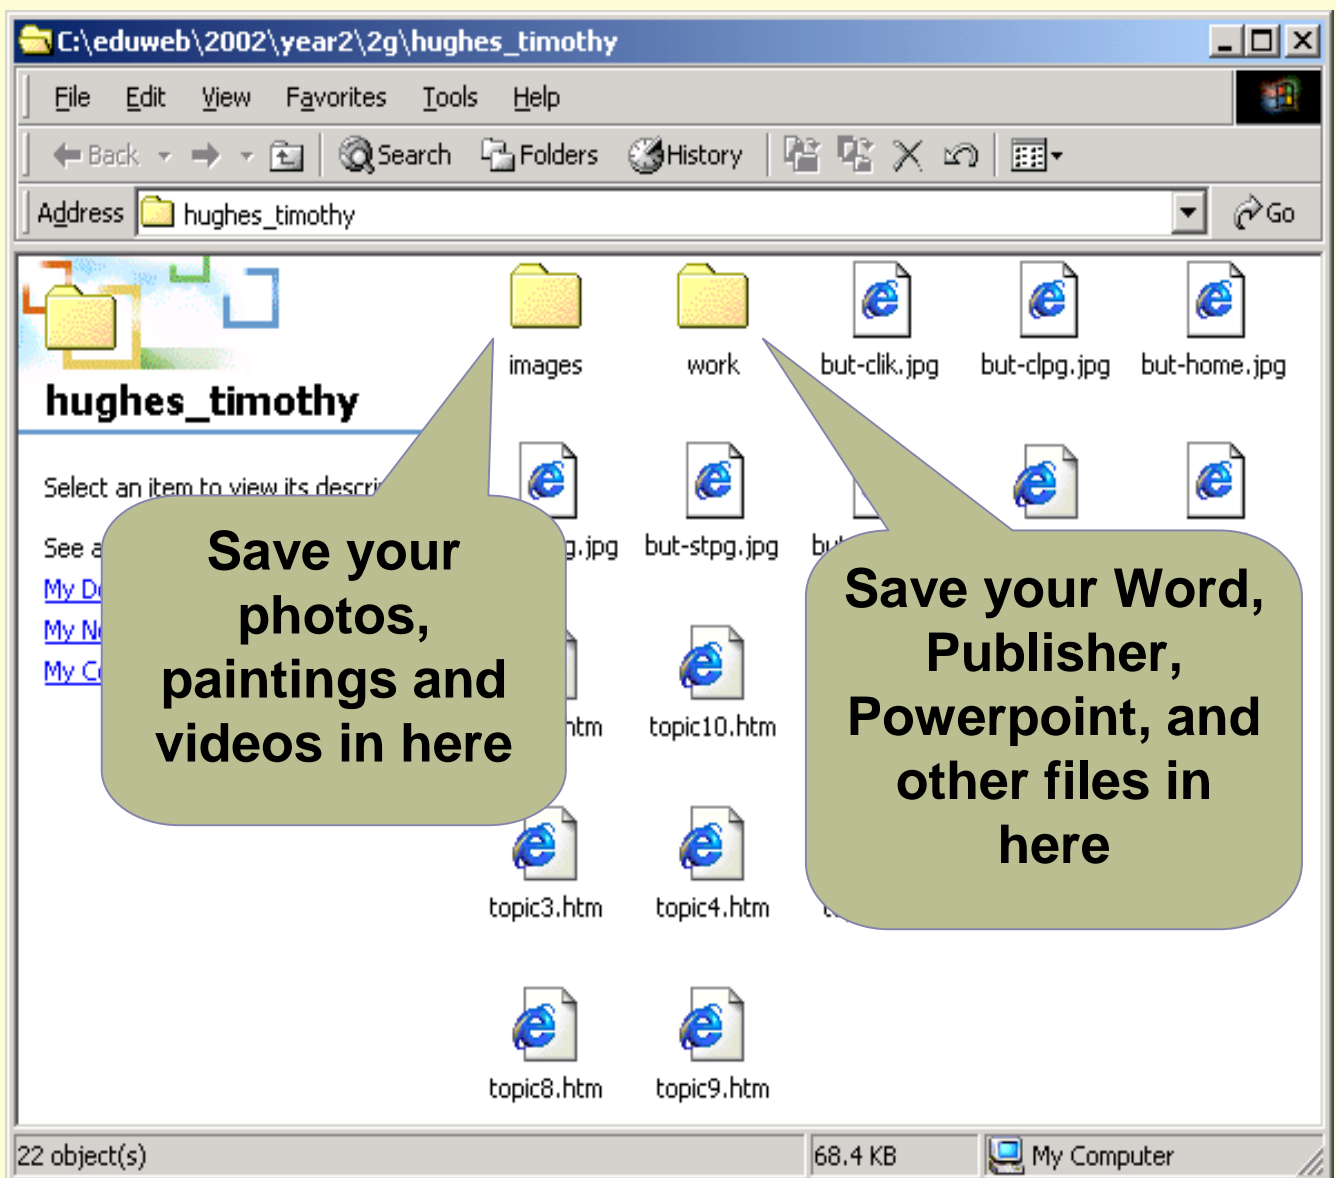 C:\eduweb\2002\year2\2g\hughes_timothy
File Edit View Favorites Tools Help
Back Search Folders History
Address hughes_timothy Go
hughes_timothy
Select an item to view its
See
My
My
My
images work but-clik.jpg but-clpg.jpg but-home.jpg
but-stpg.jpg
topic10.htm
topic3.htm topic4.htm
topic8.htm topic9.htm
Save your
photos,
paintings and
videos in here
Save your Word,
Publisher,
Powerpoint, and
other files in
here
22 object(s) 68.4 KB My Computer